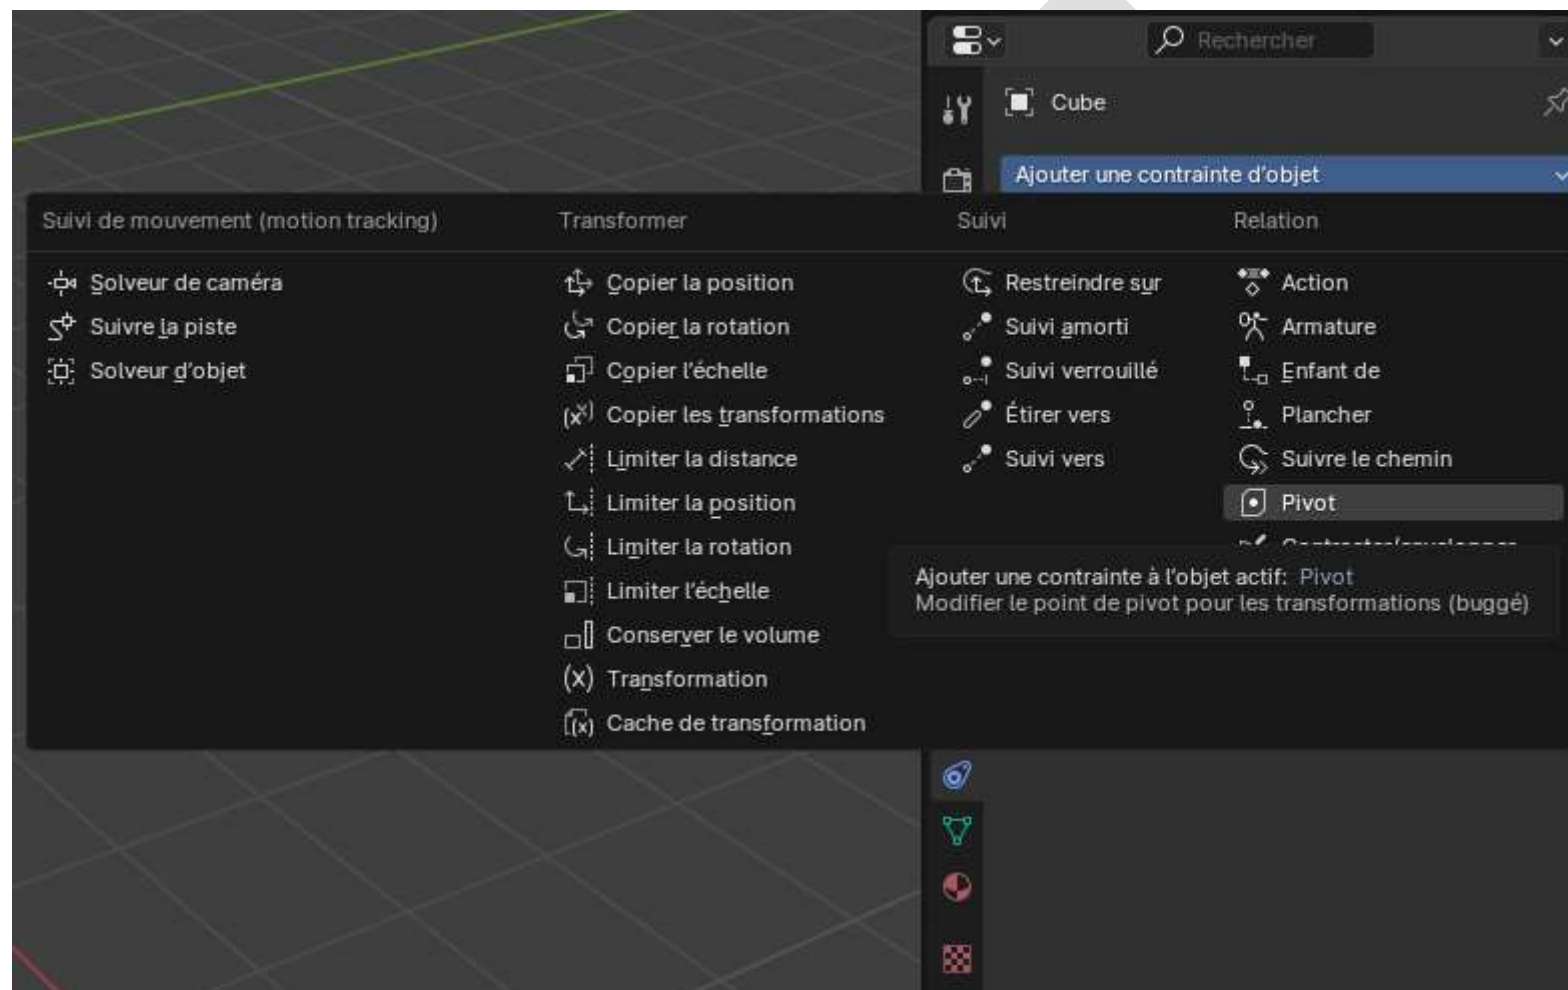 Rechercher
Cube
Ajouter une contrainte d'objet
Suivi de mouvement (motion tracking)
Solveur de caméra
Suivre la piste
Solveur d'objet
Transformer
Copier la position
Copier la rotation
Copier l'échelle
Copier les transformations
Limiter la distance
Limiter la position
Limiter la rotation
Limiter l'échelle
Conserver le volume
Transformation
Cache de transformation
Suivi
Restreindre sur
Suivi amorti
Suivi verrouillé
Étirer vers
Suivi vers
Relation
Action
Armature
Enfant de
Plancher
Suivre le chemin
Pivot
Ajouter une contrainte à l'objet actif: Pivot
Modifier le point de pivot pour les transformations (buggé)